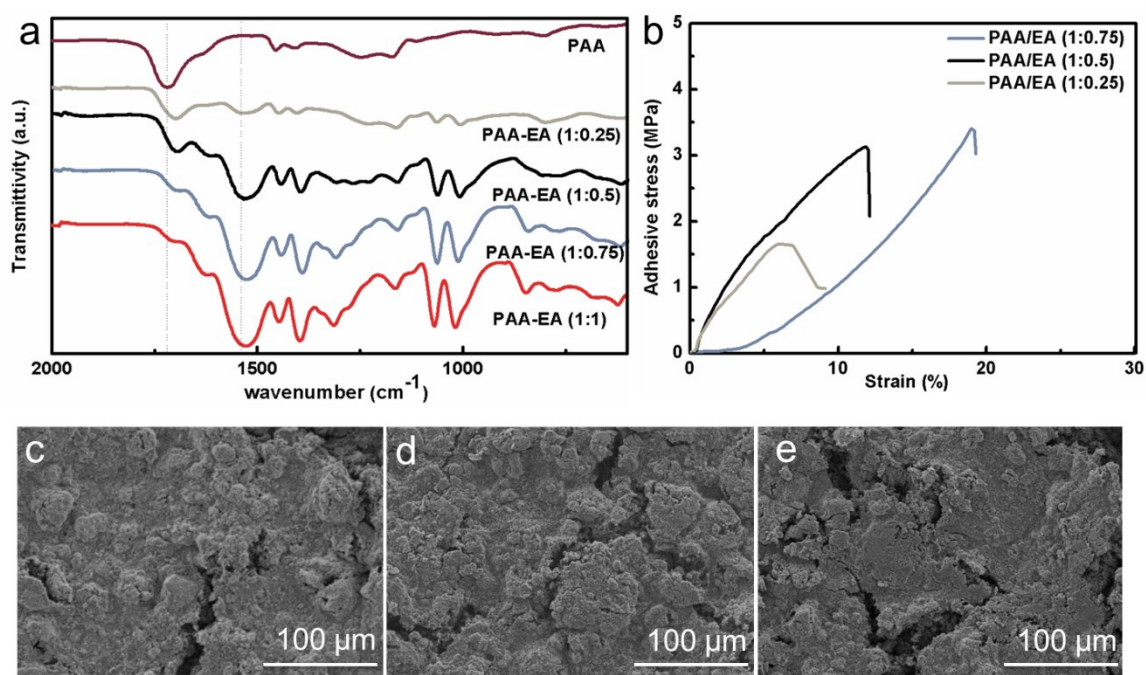 a
PAA
PAA-EA (1:0.25)
PAA-EA (1:0.5)
PAA-EA (1:0.75)
PAA-EA (1:1)
Transmittivity (a.u.)
2000 1500 1000
wavenumber (cm-1)
b
PAA/EA (1:0.75)
PAA/EA (1:0.5)
PAA/EA (1:0.25)
Adhesive stress (MPa)
5
4
3
2
1
0
0 10 20 30
Strain (%)
c
100 µm
d
100 µm
e
100 µm